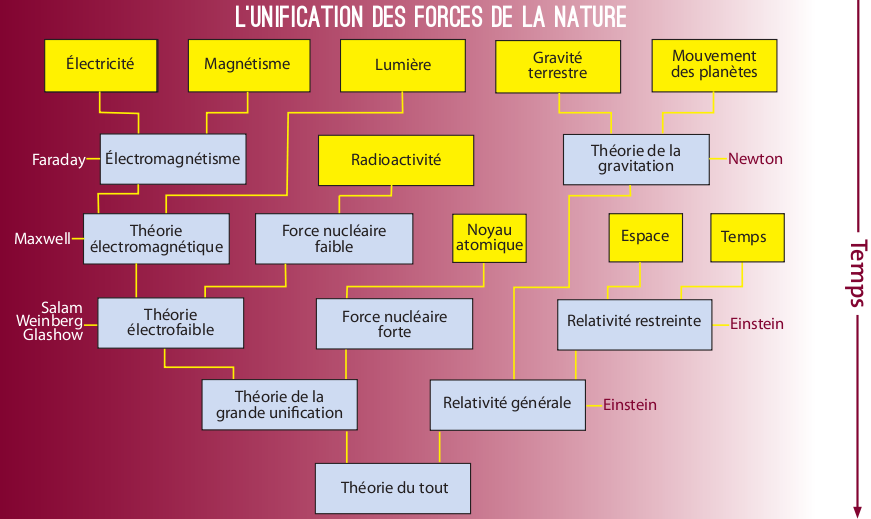 L'UNIFICATION DES FORCES DE LA NATURE
Électricité
Magnétisme
Lumière
Gravité
terrestre
Mouvement
des planètes
Faraday
Électromagnétisme
Radioactivité
Théorie de la
gravitation
Newton
Maxwell
Théorie
électromagnétique
Force nucléaire
faible
Noyau
atomique
Espace
Temps
Temps
Salam
Weinberg
Glashow
Théorie
électrofaible
Force nucléaire
forte
Relativité restreinte
Einstein
Théorie de la
grande unification
Relativité générale
Einstein
Théorie du tout